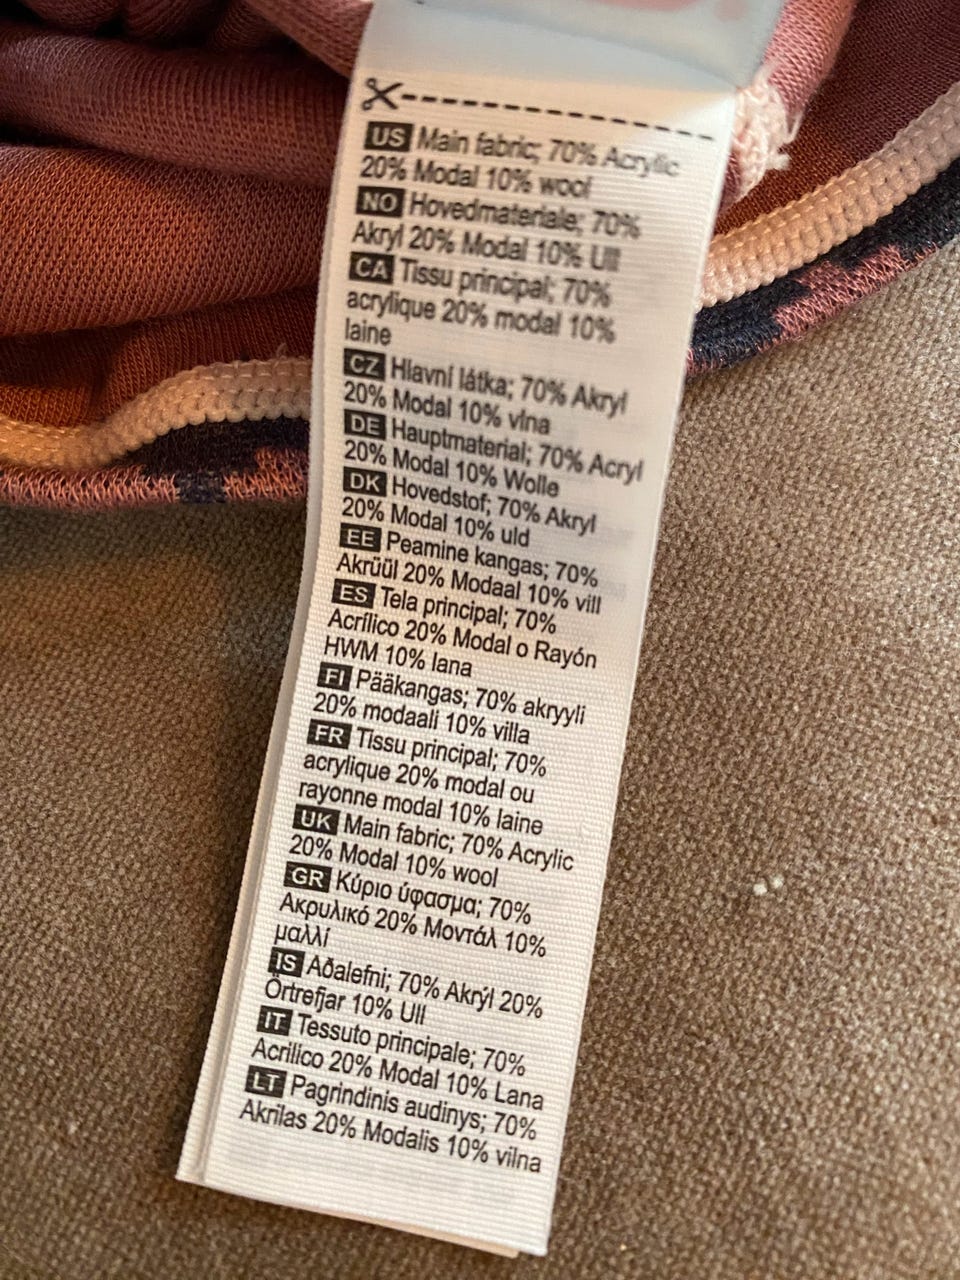 US Main fabric; 70% Acrylic
20% Modal 10% wool
NO Hovedmateriale; 70%
Akryl 20% Modal 10% Ull
CA Tissu principal; 70%
acrylique 20% modal 10%
laine
CZ Hlavní látka; 70% Akryl
20% Modal 10% vlna
DE Hauptmaterial; 70% Acryl
20% Modal 10% Wolle
DK Hovedstof; 70% Akryl
20% Modal 10% uld
EE Peamine kangas; 70%
Akrüül 20% Modaal 10% vill
ES Tela principal; 70%
Acrílico 20% Modal o Rayón
HWM 10% lana
FI Pääkangas; 70% akryyli
20% modaali 10% villa
FR Tissu principal; 70%
acrylique 20% modal ou
rayonne modal 10% laine
UK Main fabric; 70% Acrylic
20% Modal 10% wool
GR Κύριο ύφασμα; 70%
Ακρυλικό 20% Μοντάλ 10%
μαλλί
IS Aðalefni; 70% Akrýl 20%
Örtrefjar 10% Ull
IT Tessuto principale; 70%
Acrilico 20% Modal 10% Lana
LT Pagrindinis audinys; 70%
Akrilas 20% Modalis 10% vilna